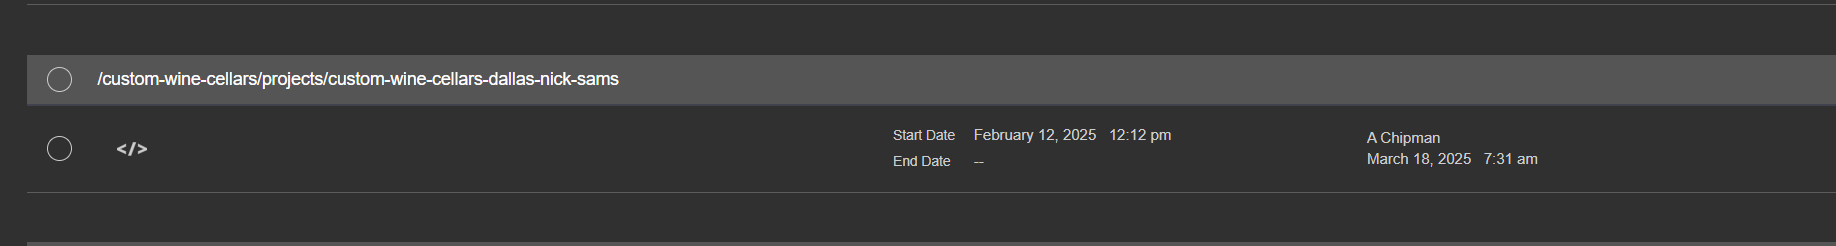 /custom-wine-cellars/projects/custom-wine-cellars-dallas-nick-sams
</>
Start Date February 12, 2025 12:12 pm
End Date --
A Chipman
March 18, 2025 7:31 am